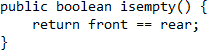 public boolean isempty() {
    return front == rear;
}